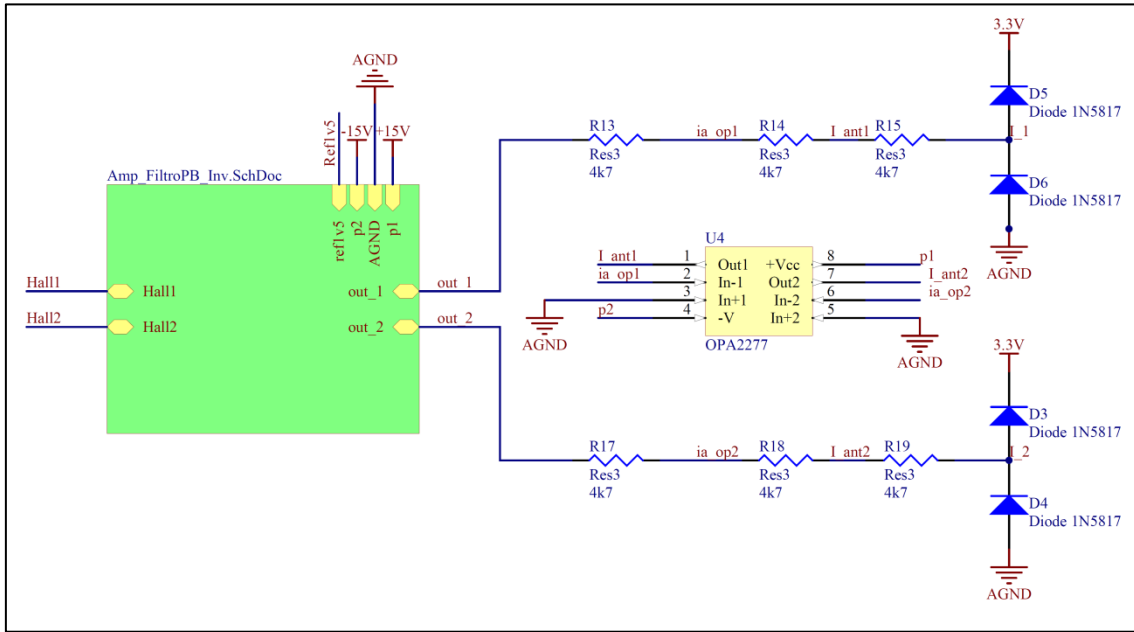 3.3V
AGND
D5
Diode 1N5817
R13
ia_op1
R14
I_ant1
R15
I_1
Ref1v5
-15V
+15V
Res3
Res3
Res3
4k7
4k7
4k7
Amp_FiltroPB_Inv.SchDoc
D6
Diode 1N5817
ref1v5
p2
AGND
p1
U4
I_ant1
1
Out1
+Vcc
8
p1
AGND
ia_op1
2
In-1
Out2
7
I_ant2
Hall1
Hall1
out_1
out_1
3
In+1
In-2
6
ia_op2
Hall2
Hall2
out_2
out_2
p2
4
-V
In+2
5
AGND
OPA2277
AGND
3.3V
D3
Diode 1N5817
R17
ia_op2
R18
I_ant2
R19
I_2
Res3
Res3
Res3
4k7
4k7
4k7
D4
Diode 1N5817
AGND